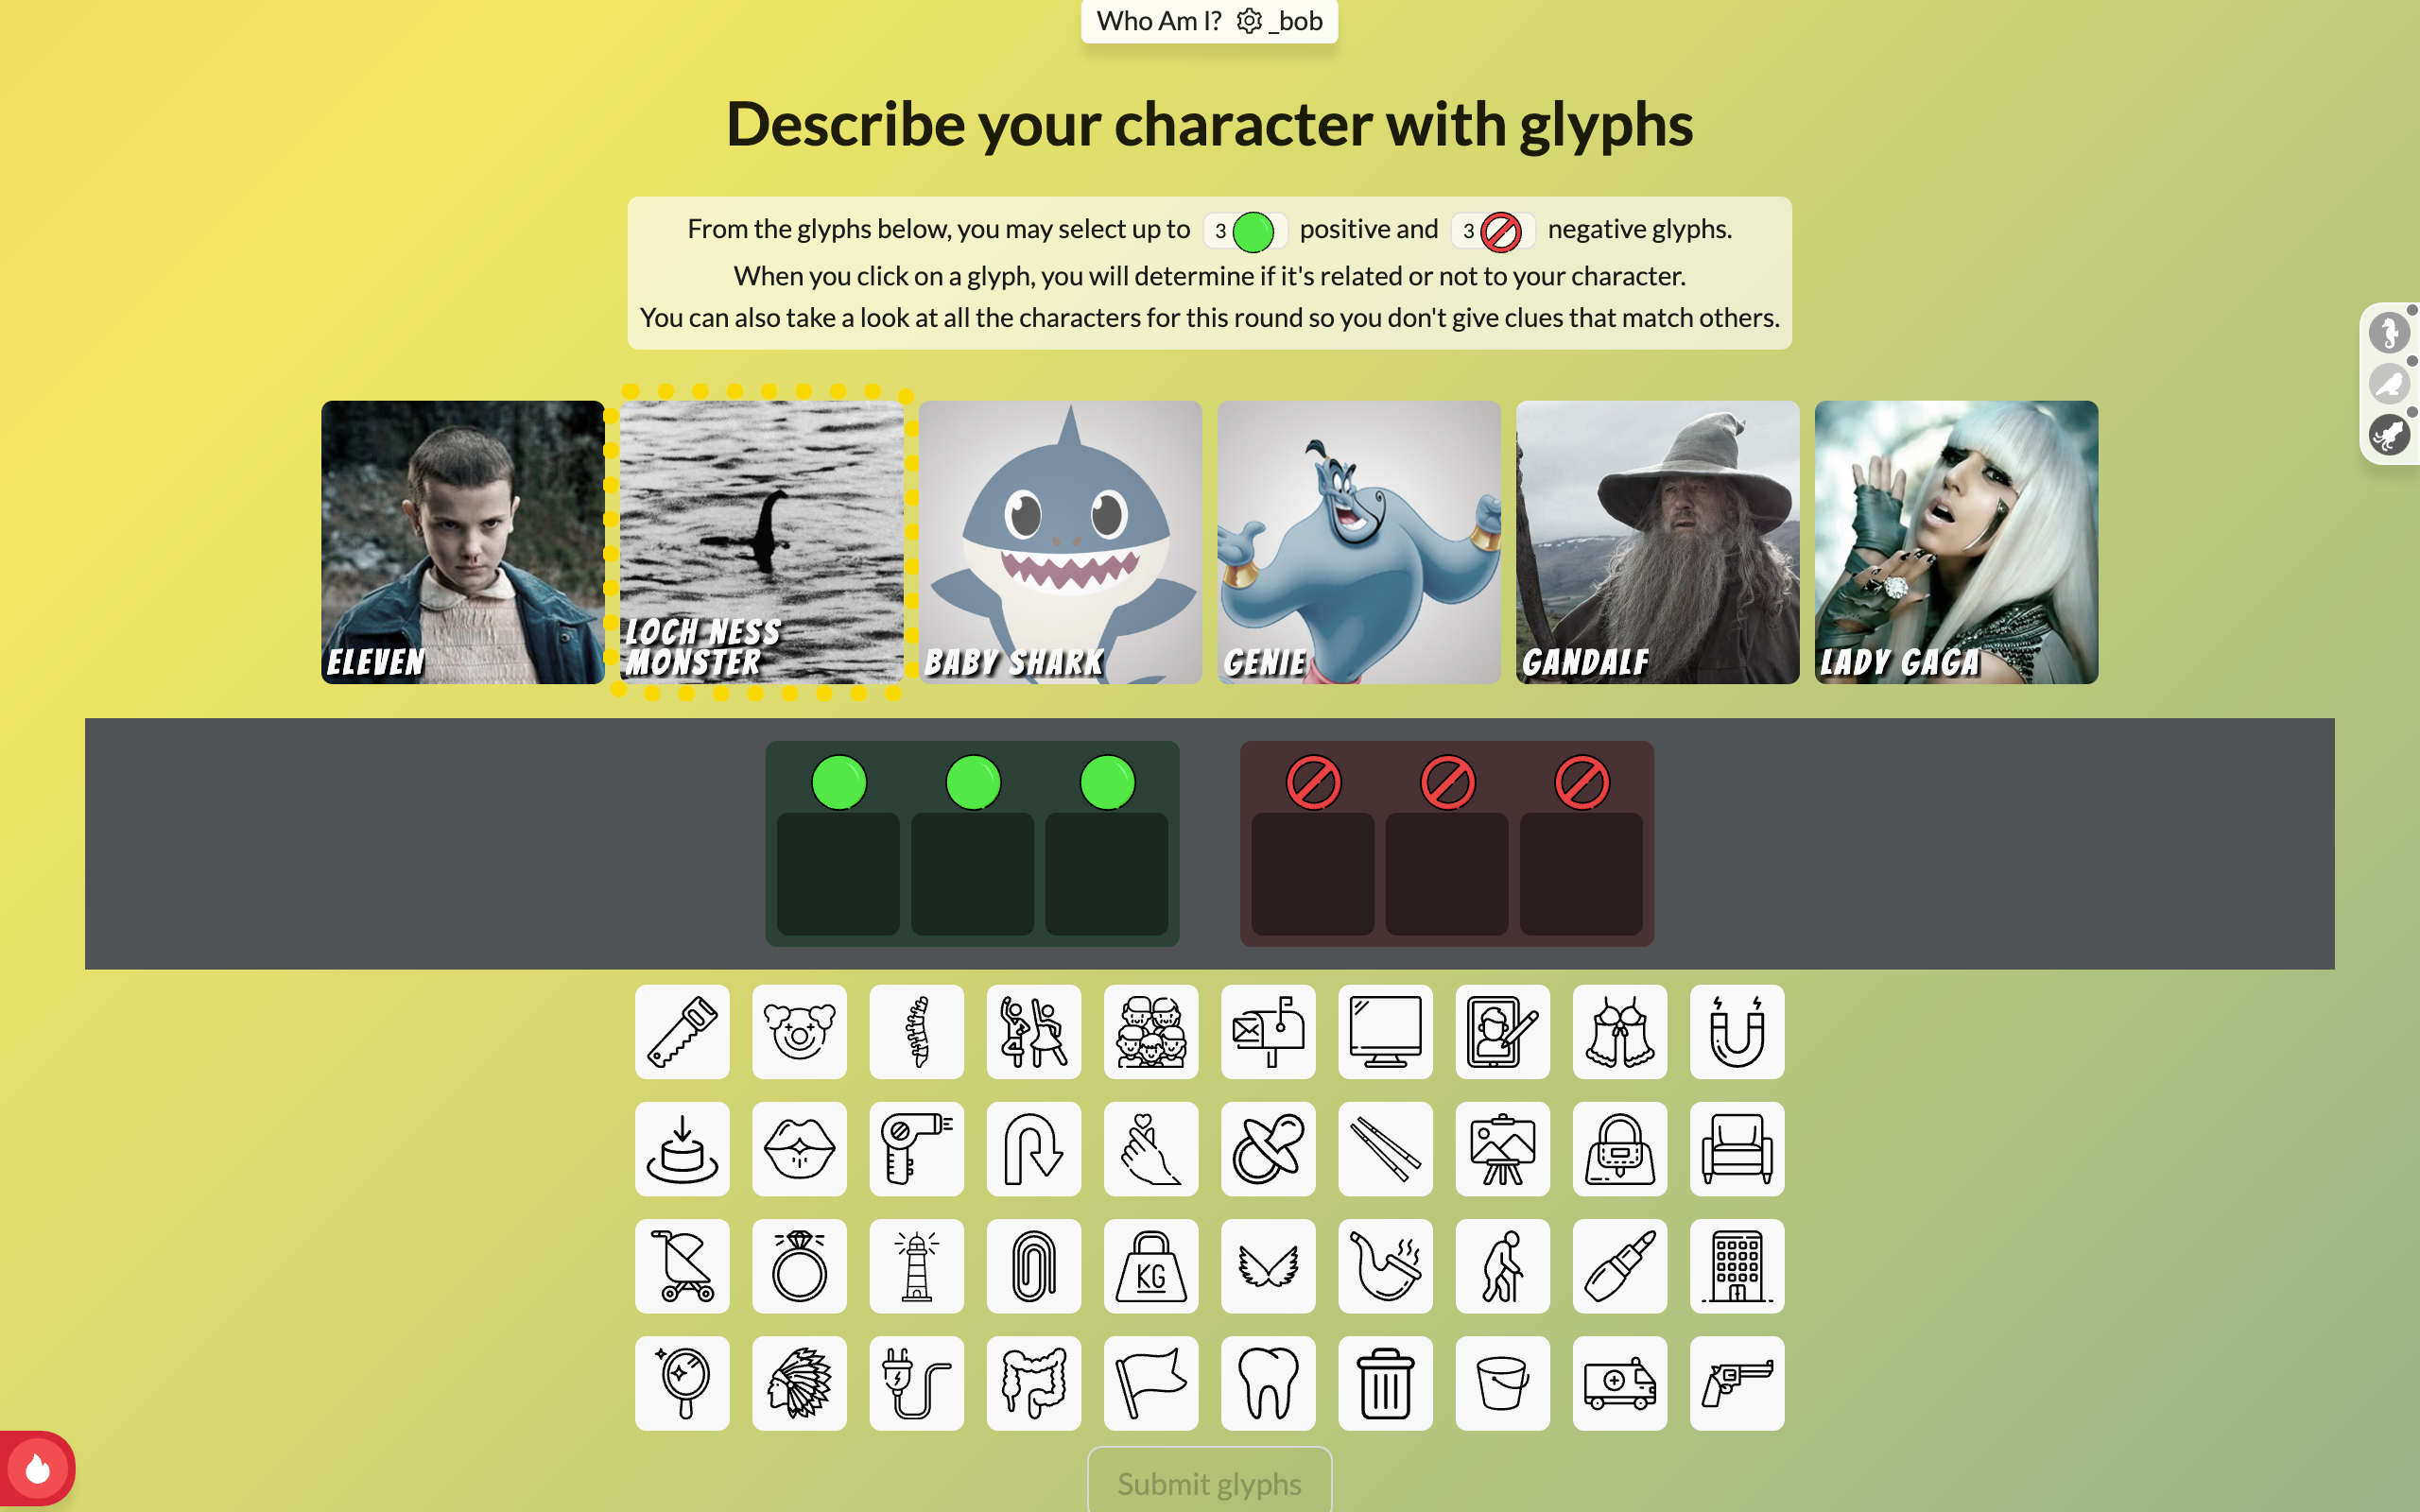 Who Am I? _bob
Describe your character with glyphs
From the glyphs below, you may select up to 3 positive and 3 negative glyphs.
When you click on a glyph, you will determine if it's related or not to your character.
You can also take a look at all the characters for this round so you don't give clues that match others.
ELEVEN
LOCH NESS
MONSTER
BABY SHARK
GENIE
GANDALF
LADY GAGA
KG
Submit glyphs